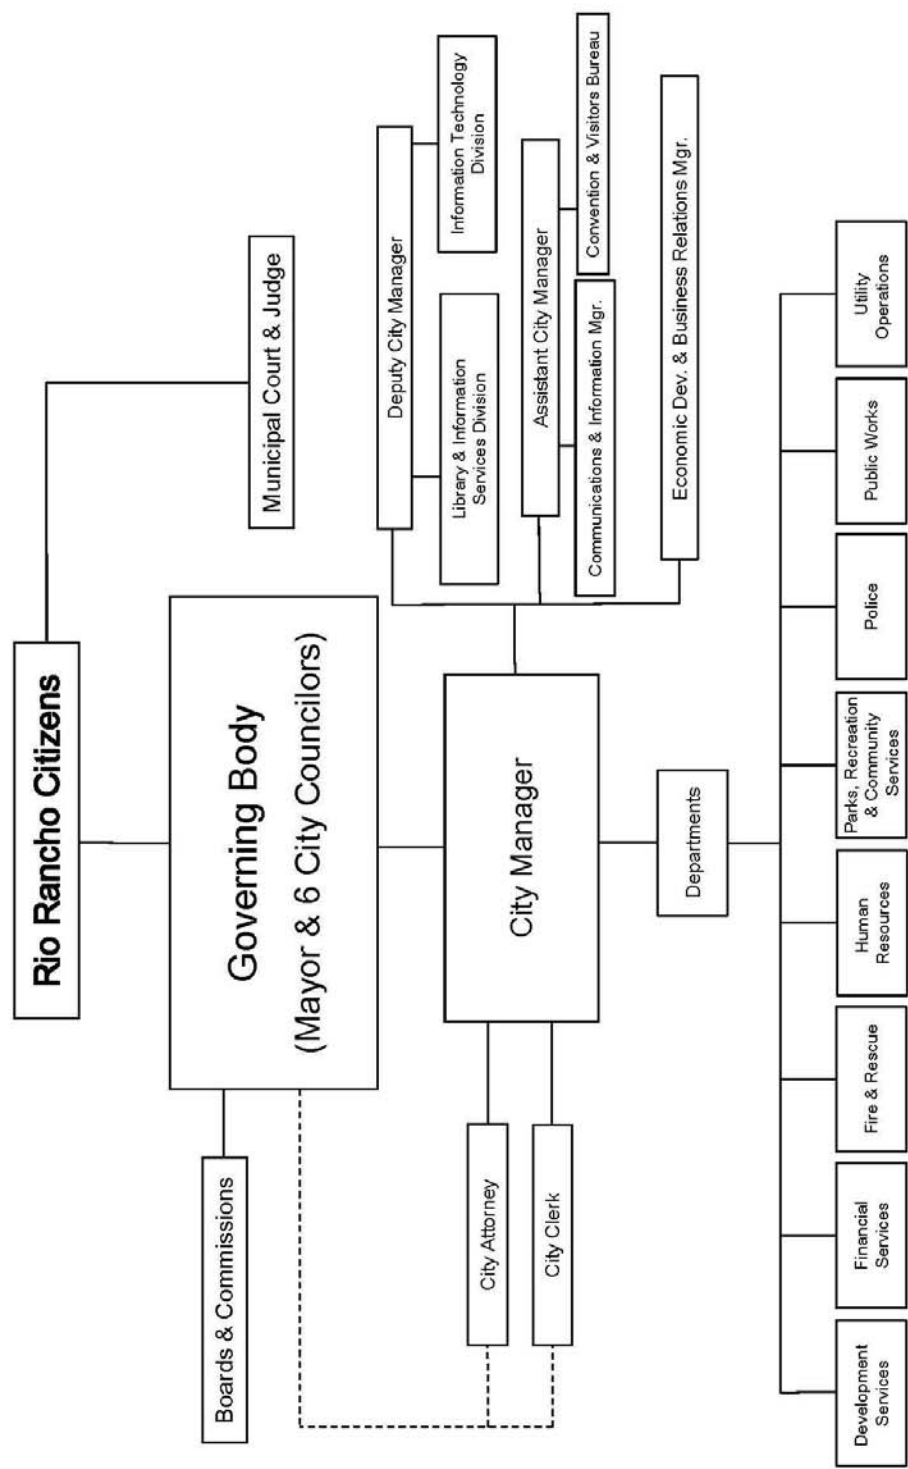 Rio Rancho Citizens
Municipal Court & Judge
Governing Body
(Mayor & 6 City Councilors)
Boards & Commissions
City Manager
City Attorney
City Clerk
Deputy City Manager
Library & Information
Services Division
Information Technology
Division
Assistant City Manager
Communications & Information Mgr.
Convention & Visitors Bureau
Economic Dev. & Business Relations Mgr.
Departments
Development
Services
Financial
Services
Fire & Rescue
Human
Resources
Parks, Recreation
& Community
Services
Police
Public Works
Utility
Operations